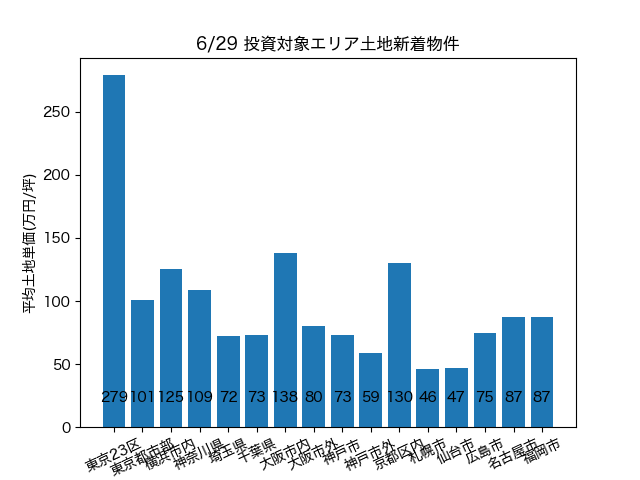 6/29 投資対象エリア土地新着物件
平均土地単価(万円/坪)
250
200
150
100
50
0
279 101 125 109 72 73 138 80 73 59 130 46 47 75 87 87
東京23区
東京都市部
横浜市内
神奈川県
埼玉県
千葉県
大阪市内
大阪市外
神戸市
神戸市外
京都区内
札幌市
仙台市
広島市
名古屋市
福岡市